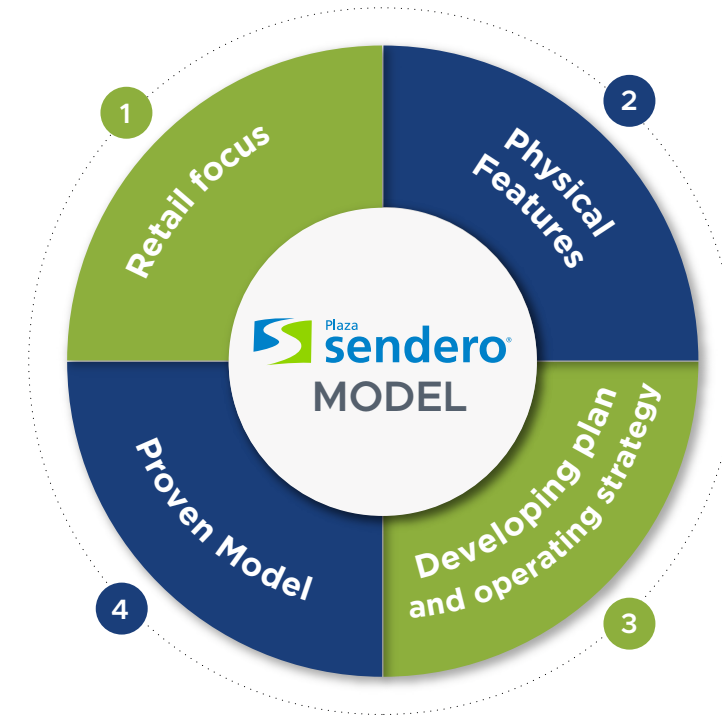 1
Retail focus
2
Physical
Features
Plaza
sendero®
MODEL
3
Developing plan
and operating strategy
4
Proven Model